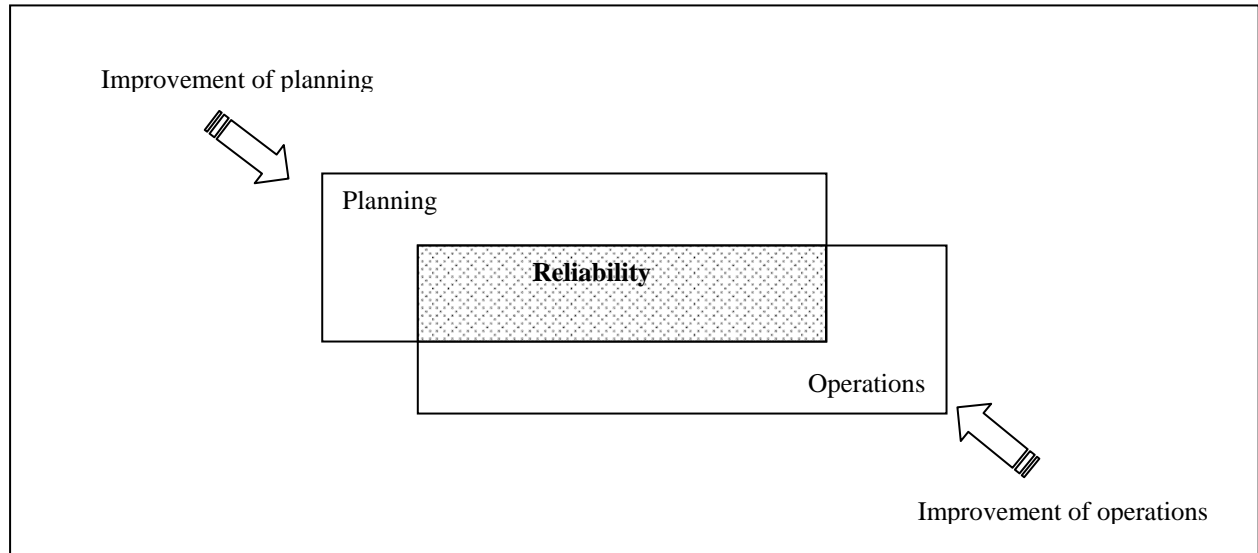 Improvement of planning
Planning
Reliability
Operations
Improvement of operations